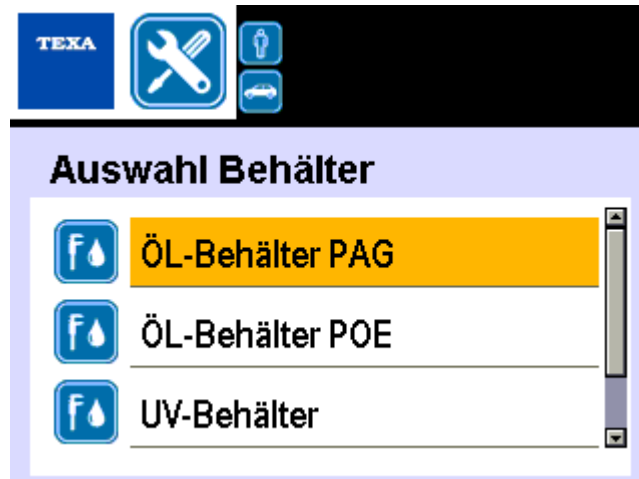 TEXA
Auswahl Behälter
ÖL-Behälter PAG
ÖL-Behälter POE
UV-Behälter